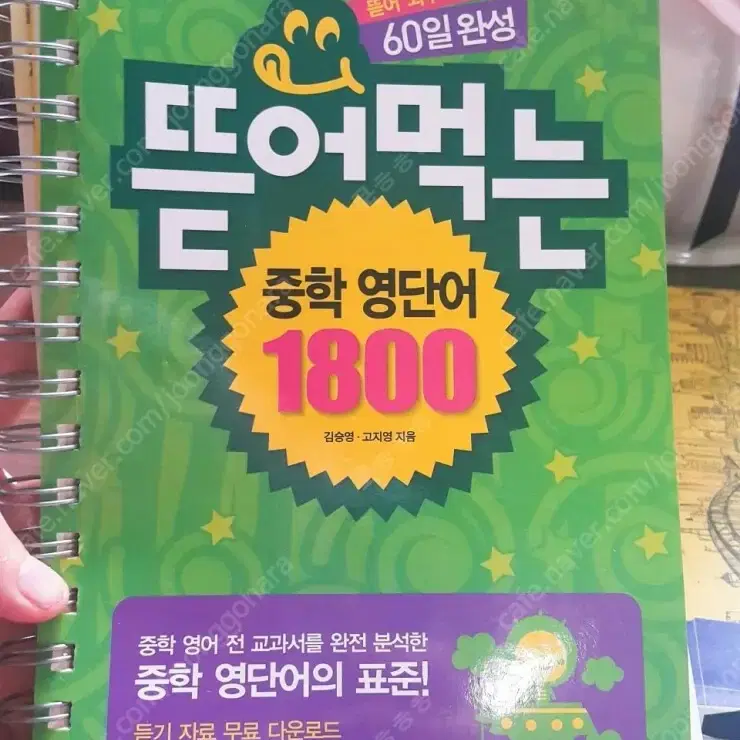 60일 완성
뜯어먹는
중학 영단어
1800
김승영·고지영 지음
중학 영어 전 교과서를 완전 분석한
중학 영단어의 표준!
듣기 자료 무료 다운로드